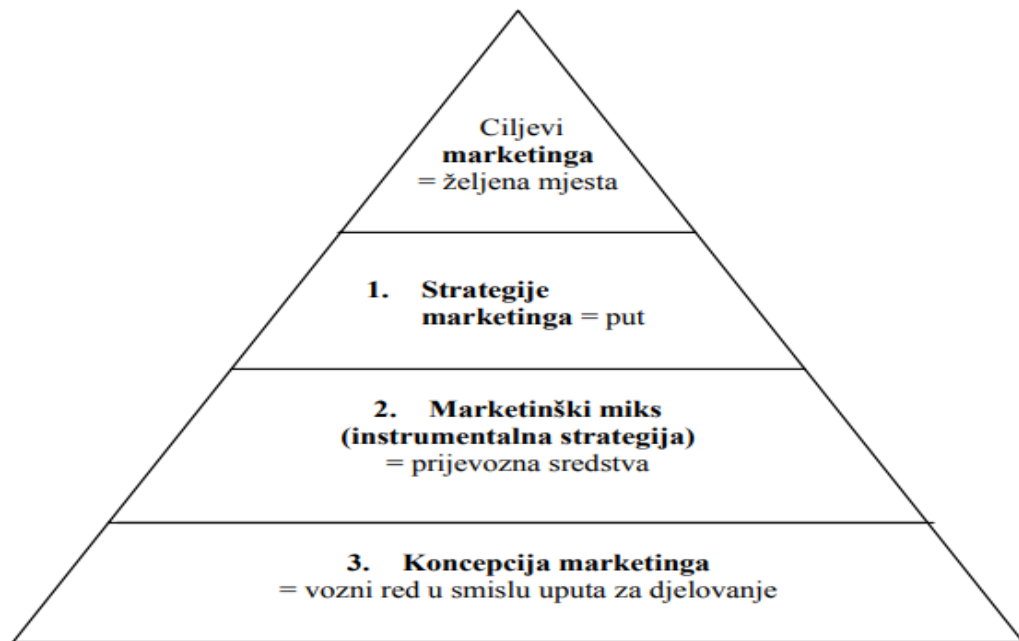 Ciljevi
marketinga
= željena mjesta
1. Strategije
marketinga = put
2. Marketinški miks
(instrumentalna strategija)
= prijevozna sredstva
3. Koncepcija marketinga
= vozni red u smislu uputa za djelovanje